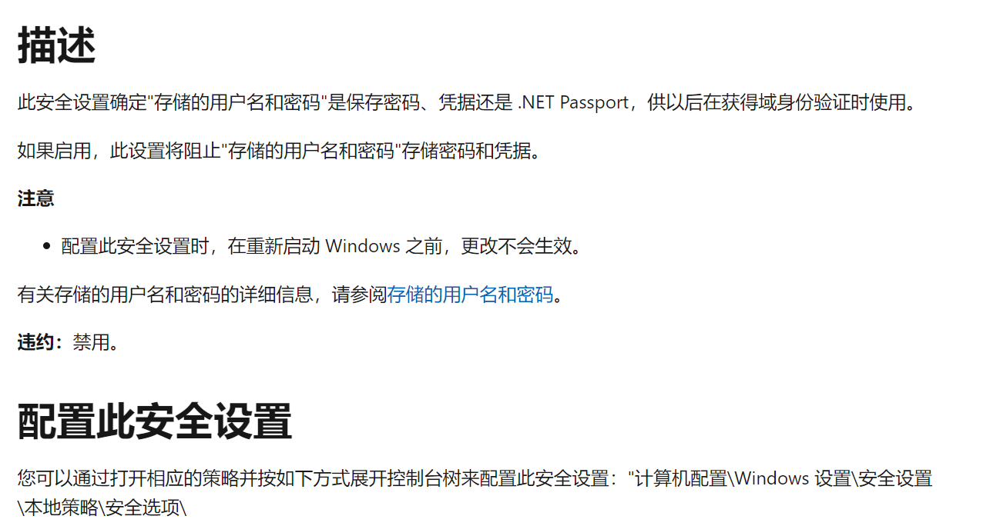 描述
此安全设置确定"存储的用户名和密码"是保存密码、凭据还是 .NET Passport，供以后在获得域身份验证时使用。
如果启用，此设置将阻止"存储的用户名和密码"存储密码和凭据。
注意
• 配置此安全设置时，在重新启动 Windows 之前，更改不会生效。
有关存储的用户名和密码的详细信息，请参阅存储的用户名和密码。
违约：禁用。
配置此安全设置
您可以通过打开相应的策略并按如下方式展开控制台树来配置此安全设置："计算机配置\Windows 设置\安全设置
\本地策略\安全选项\